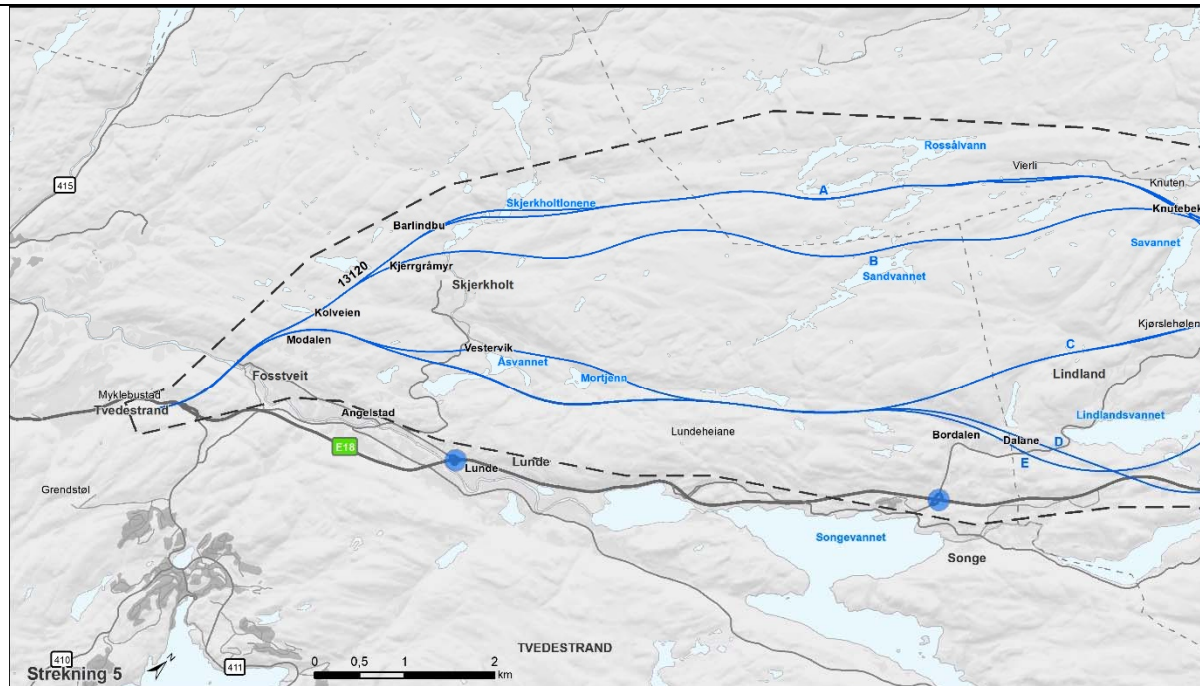 415
Rossålvann
Vierli
Knuten
A
Skjerkholtlonene
Barlindbu
Knutebek
Savannet
13120
Kjerrgråmyr
B
Sandvannet
Skjerkholt
Kolveien
Kjørslehølen
Modalen
Vestervik
C
Åsvannet
Fosstveit
Mortjenn
Lindland
Myklebustad
Tvedestrand
Angelstad
Lindlandsvannet
Lundeheiane
Bordalen
Dalane
D
E18
Lunde
Lunde
E
Grendstøl
Songevannet
Songe
TVEDESTRAND
410
411
Strekning 5
N
0 0,5 1 2
km